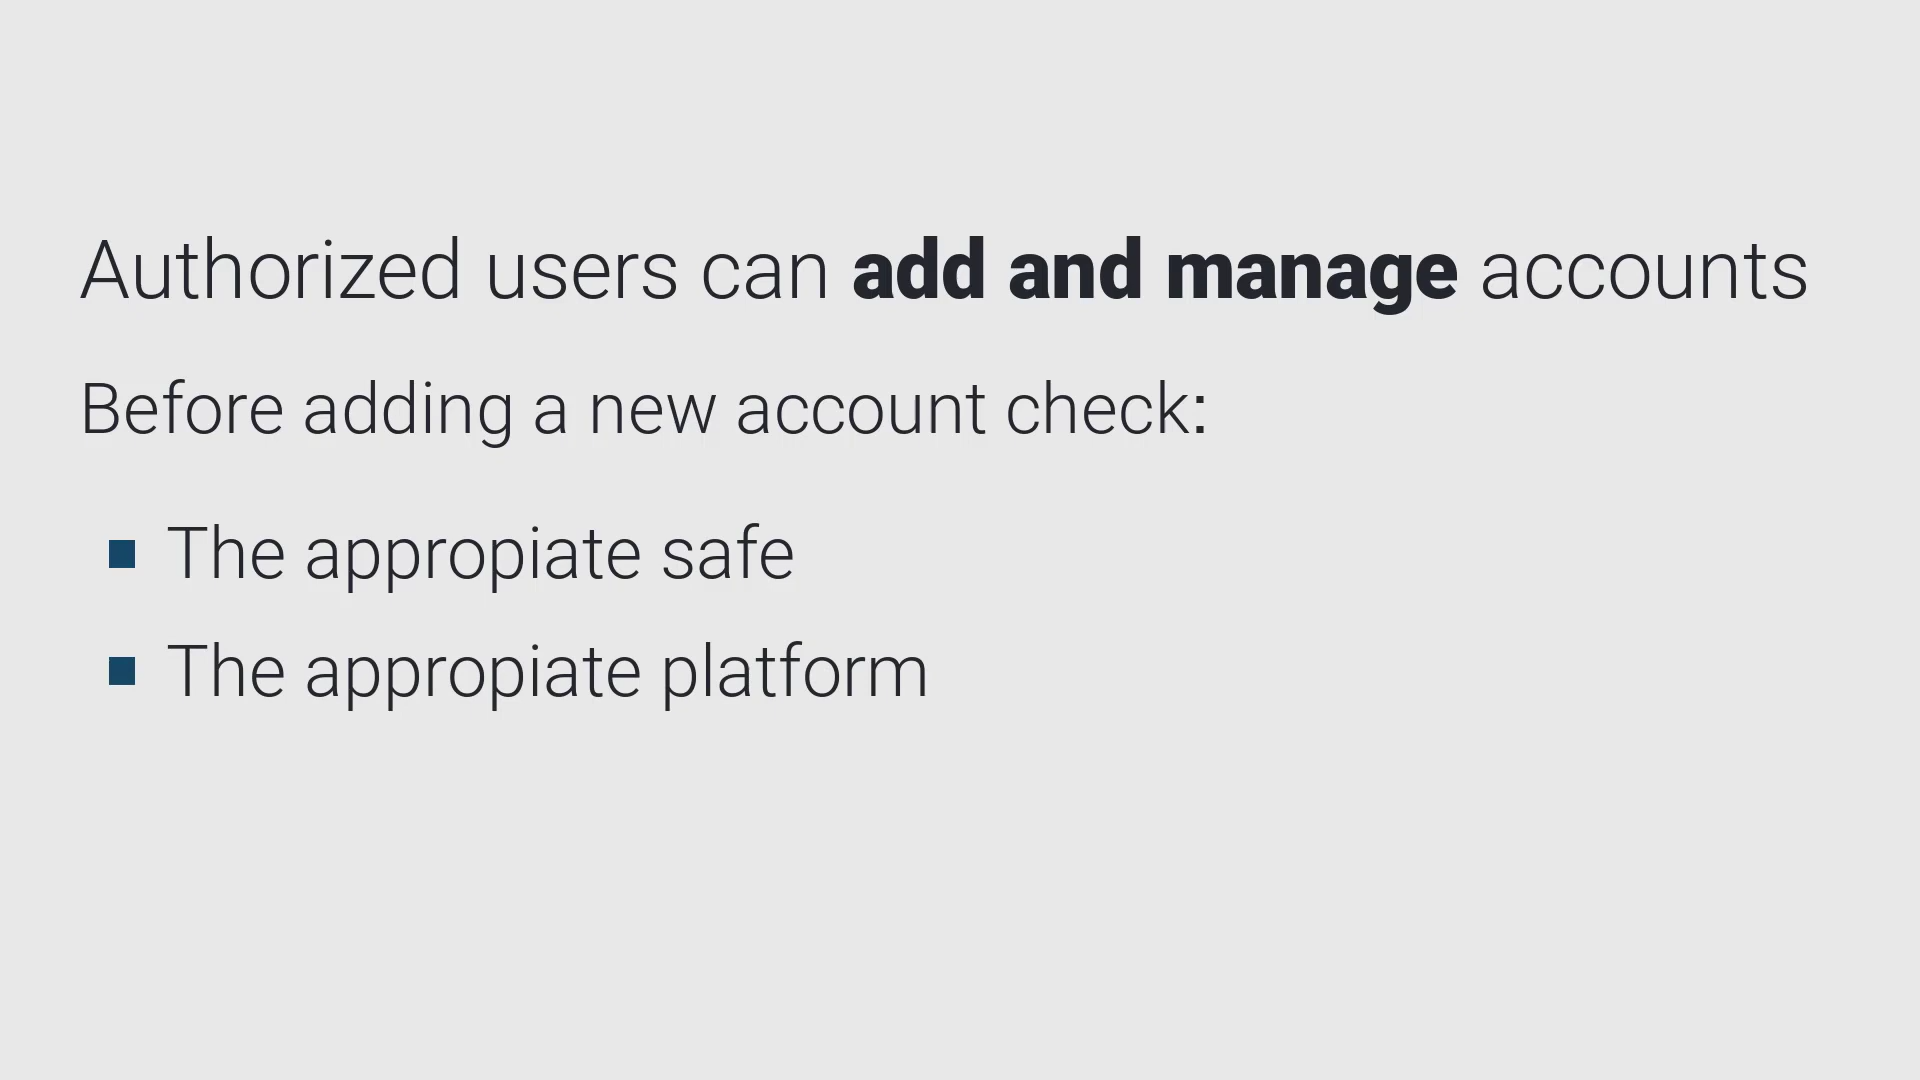 Authorized users can add and manage accounts
Before adding a new account check:
The appropiate safe
The appropiate platform